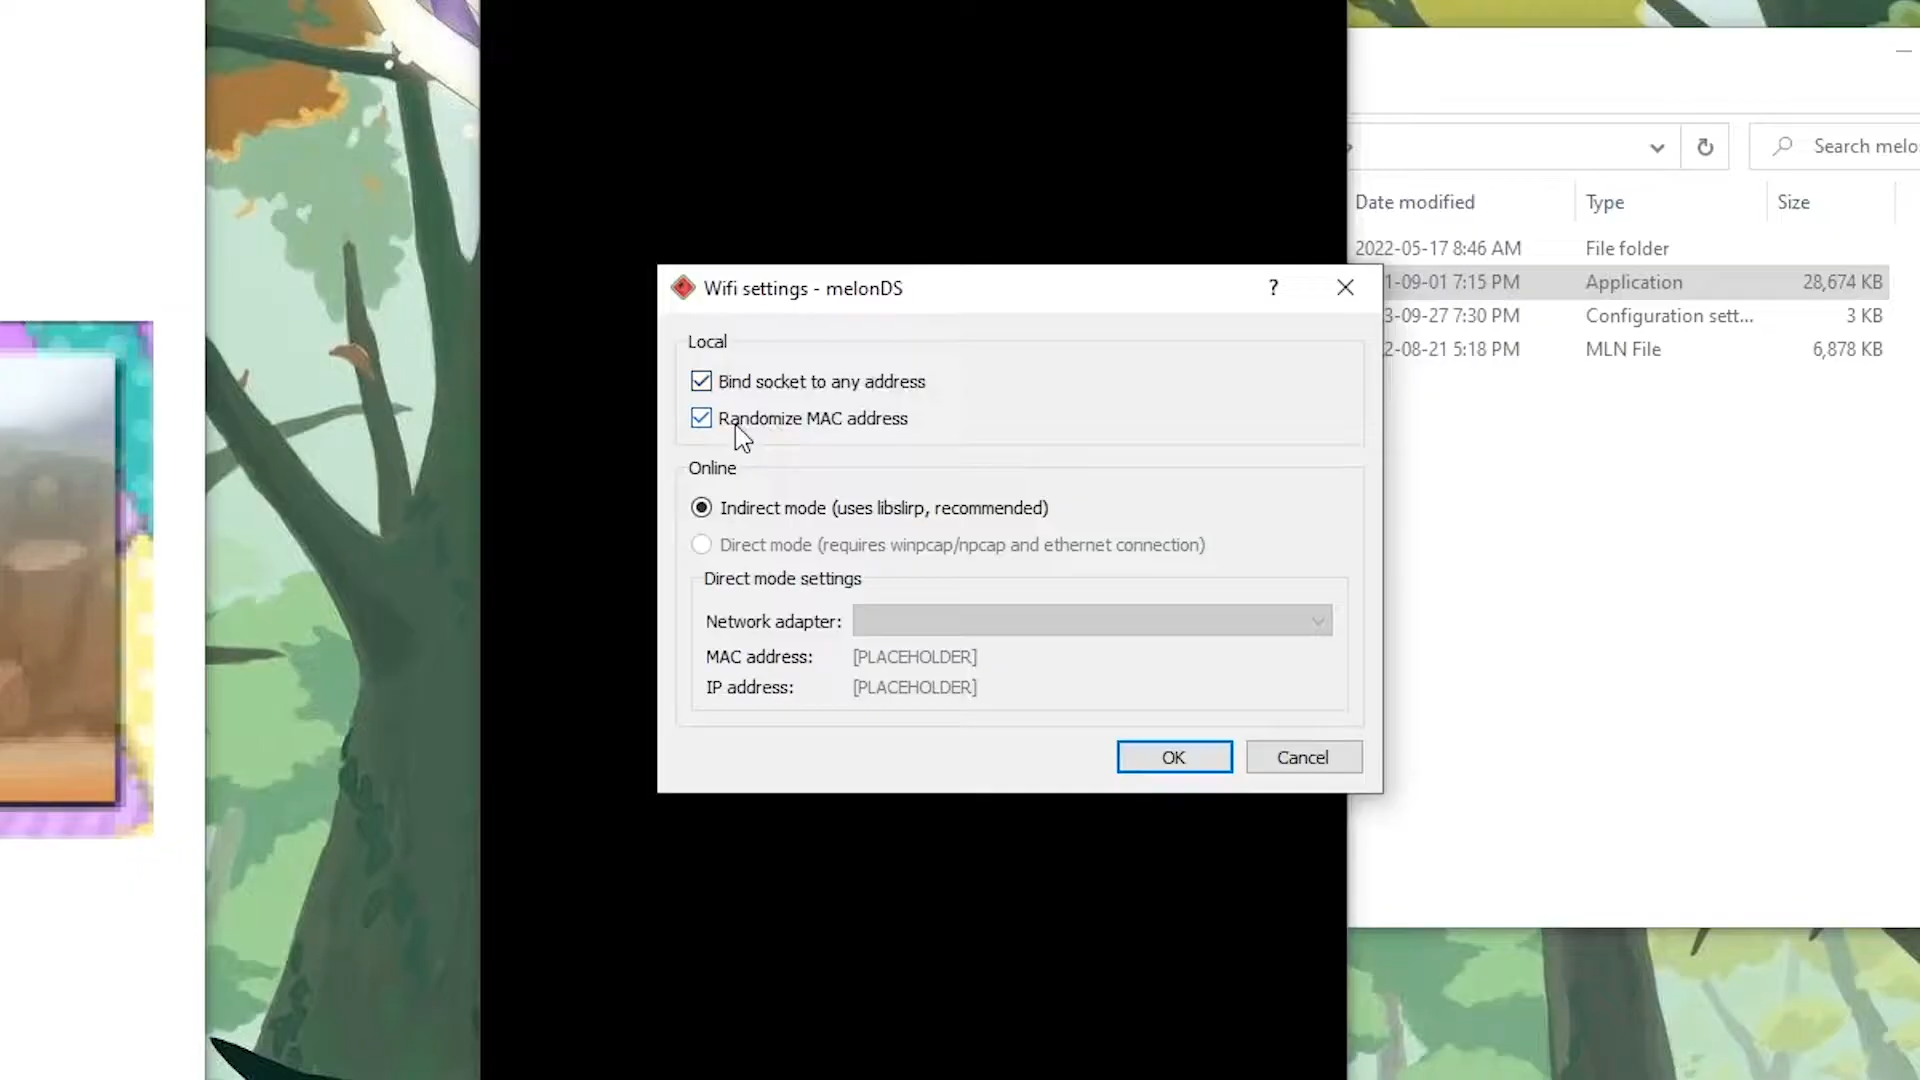 Search melo
Date modified
Type
Size
2022-05-17 8:46 AM
File folder
1-09-01 7:15 PM
Application
28,674 KB
3-09-27 7:30 PM
Configuration sett...
3 KB
2-08-21 5:18 PM
MLN File
6,878 KB
Wifi settings - melonDS
?
Local
Bind socket to any address
Randomize MAC address
Online
Indirect mode (uses libslirp, recommended)
Direct mode (requires winpcap/npcap and ethernet connection)
Direct mode settings
Network adapter:
MAC address: [PLACEHOLDER]
IP address: [PLACEHOLDER]
OK
Cancel